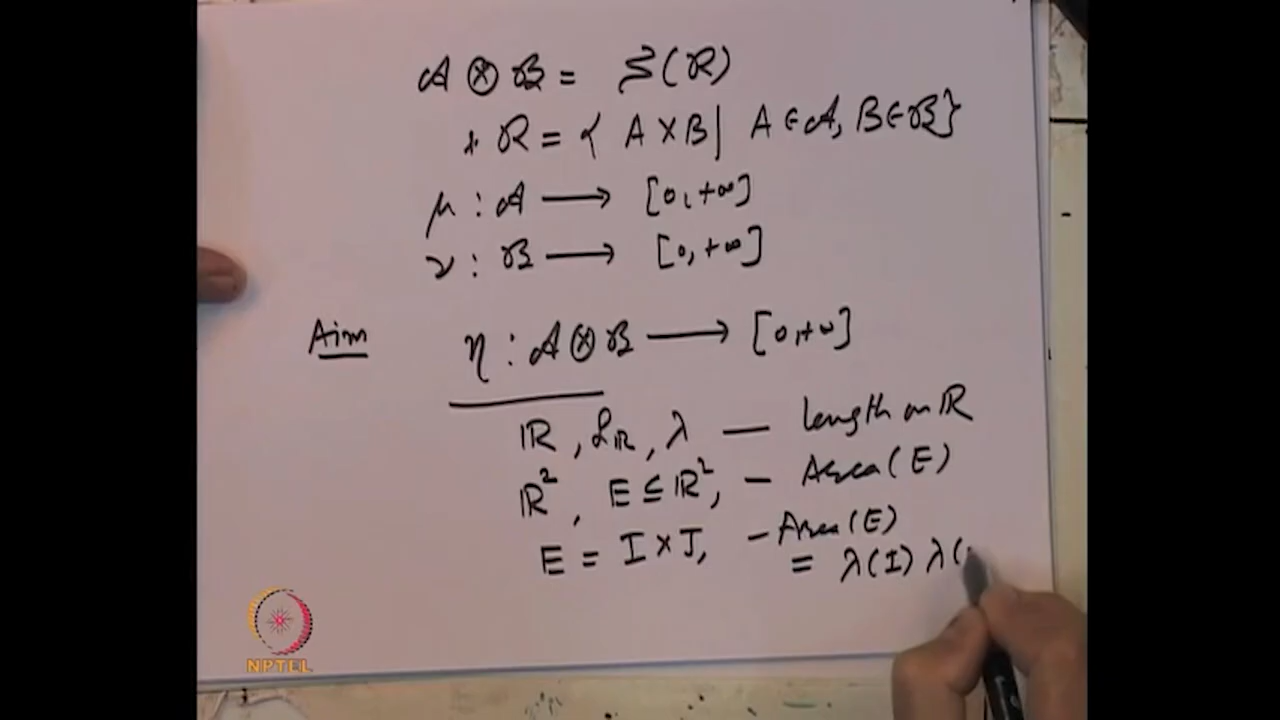 A ⊗ B = S(R)
R = { A × B | A ∈ A, B ∈ B }
μ : A ⟶ [0, +∞]
ν : B ⟶ [0, +∞]
Aim η : A ⊗ B ⟶ [0, +∞]
ℝ, L_ℝ, λ — length on ℝ
ℝ², E ⊆ ℝ², — Area(E)
E = I × J, — Area(E)
= λ(I) λ(
NPTEL